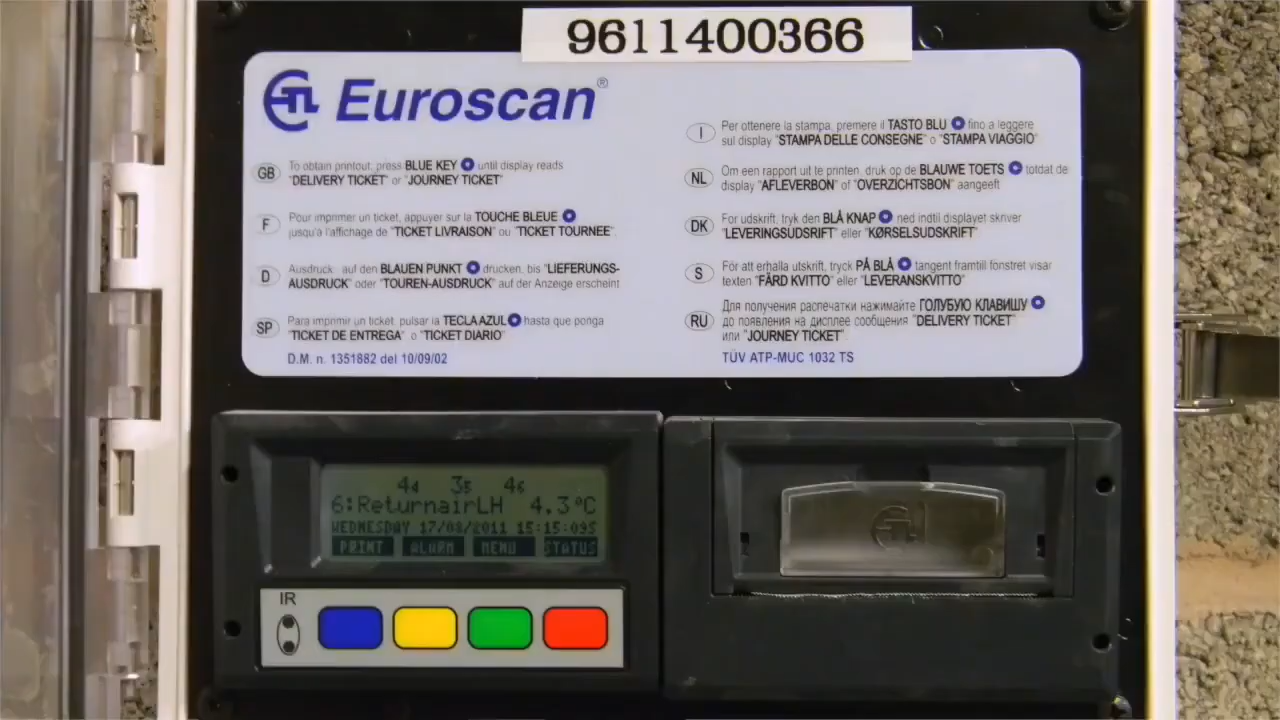 9611400366
Euroscan®
GB To obtain printout, press BLUE KEY until display reads
"DELIVERY TICKET" or "JOURNEY TICKET"
F Pour imprimer un ticket, appuyer sur la TOUCHE BLEUE
jusqu'a l'affichage de "TICKET LIVRAISON" ou "TICKET TOURNEE"
D Ausdruck: auf den BLAUEN PUNKT drucken, bis "LIEFERUNGS-
AUSDRUCK" oder "TOUREN-AUSDRUCK" auf der Anzeige erscheint
SP Para imprimir un ticket, pulsar la TECLA AZUL hasta que ponga
"TICKET DE ENTREGA" o "TICKET DIARIO"
D.M. n. 1351882 del 10/09/02
I Per ottenere la stampa, premere il TASTO BLU fino a leggere
sul display "STAMPA DELLE CONSEGNE" o "STAMPA VIAGGIO"
NL Om een rapport uit te printen, druk op de BLAUWE TOETS totdat de
display "AFLEVERBON" of "OVERZICHTSBON" aangeeft
DK For udskrift, tryk den BLÅ KNAP ned indtil displayet skriver
"LEVERINGSUDSRIFT" eller "KØRSELSUDSKRIFT"
S För att erhalla utskrift, tryck PÅ BLÅ tangent framtill fönstret visar
texten "FÄRD KVITTO" eller "LEVERANSKVITTO"
RU Для получения распечатки нажимайте ГОЛУБУЮ КЛАВИШУ
до появления на дисплее сообщения "DELIVERY TICKET"
или "JOURNEY TICKET".
TÜV ATP-MUC 1032 TS
44 35 46
6:ReturnairLH 4.3°C
WEDNESDAY 17/08/2011 15:15:09S
PRINT ALARM MENU STATUS
IR